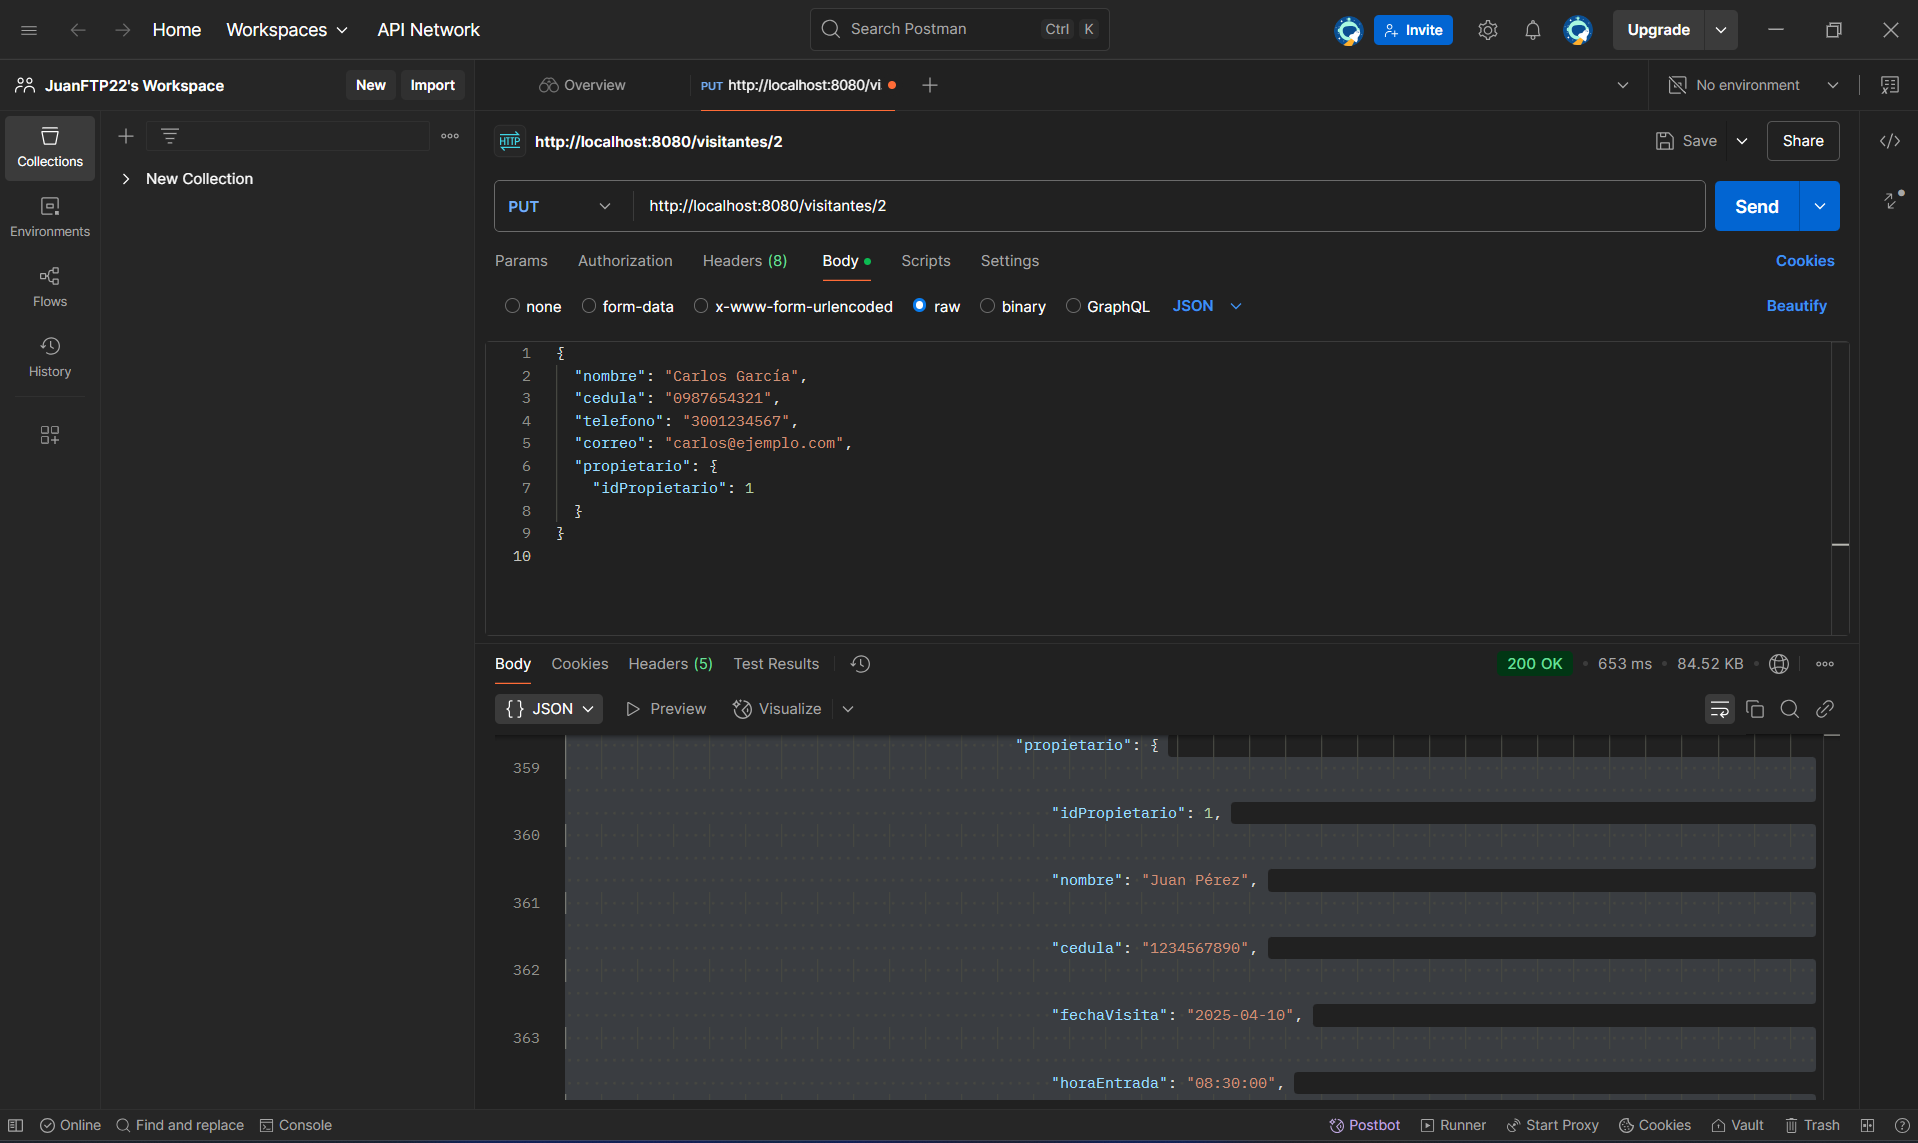 Home
Workspaces
API Network
Search Postman
Ctrl
K
Invite
Upgrade
JuanFTP22's Workspace
New
Import
Overview
PUT http://localhost:8080/vi
No environment
Collections
Environments
Flows
History
New Collection
HTTP
http://localhost:8080/visitantes/2
Save
Share
PUT
http://localhost:8080/visitantes/2
Send
Params
Authorization
Headers (8)
Body
Scripts
Settings
Cookies
none
form-data
x-www-form-urlencoded
raw
binary
GraphQL
JSON
Beautify
1 {
2 "nombre": "Carlos García",
3 "cedula": "0987654321",
4 "telefono": "3001234567",
5 "correo": "carlos@ejemplo.com",
6 "propietario": {
7 "idPropietario": 1
8 }
9 }
10
Body
Cookies
Headers (5)
Test Results
200 OK
653 ms
84.52 KB
{} JSON
Preview
Visualize
"propietario": {
359
"idPropietario": 1,
360
"nombre": "Juan Pérez",
361
"cedula": "1234567890",
362
"fechaVisita": "2025-04-10",
363
"horaEntrada": "08:30:00",
Online
Find and replace
Console
Postbot
Runner
Start Proxy
Cookies
Vault
Trash